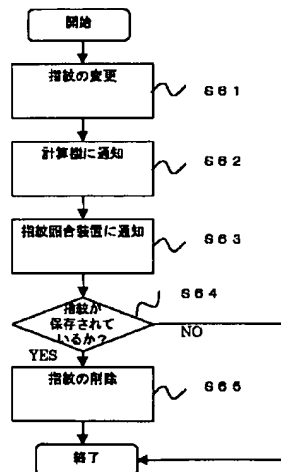 開始
指紋の変更
S61
計算機に通知
S62
指紋照合装置に通知
S63
S64
指紋が
保存されて
いるか？
NO
YES
指紋の削除
S65
終了